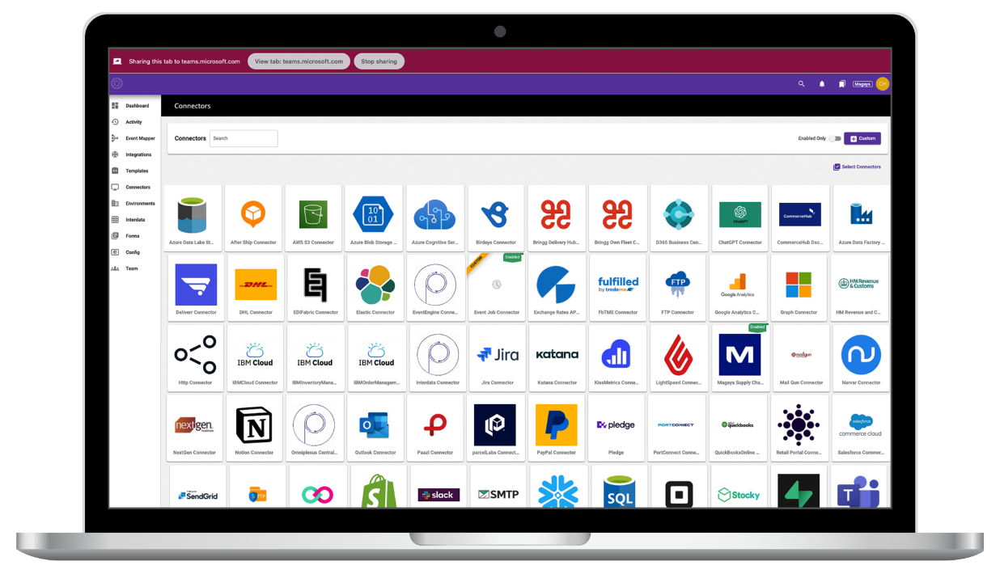 Sharing this tab to teams.microsoft.com
View tab: teams.microsoft.com
Stop sharing
Magaya
CH
Dashboard
Activity
Event Mapper
Integrations
Templates
Connectors
Environments
Interdata
Forms
Config
Team
Connectors
Connectors
Search
Enabled Only
Custom
Select Connectors
Azure Data Lake St...
After Ship Connector
AWS S3 Connector
10
01
Azure Blob Storage ...
Azure Cognitive Ser...
Birdeye Connector
Bringg Delivery Hub...
Bringg Own Fleet C...
D365 Business Cen...
ChatGPT
ChatGPT Connector
CommerceHub
CommerceHub Dsc...
Azure Data Factory ...
Deliverr Connector
DHL
DHL Connector
EDIFabric Connector
Elastic Connector
EventEngine Conne...
CUSTOM
Enabled
Event Job Connector
Exchange Rates AP...
fulfilled
by trademe
FbTME Connector
FTP
FTP Connector
Google Analytics
Google Analytics C...
Graph Connector
HM Revenue
& Customs
HM Revenue and C...
Http Connector
IBM Cloud
IBMCloud Connector
IBM Cloud
IBMInventoryMana...
IBM Cloud
IBMOrderManagem...
Interdata Connector
Jira
Jira Connector
katana
Katana Connector
KissMetrics Conne...
LightSpeed Connec...
Enabled
M
Magaya Supply Cha...
mailgun
Mail Gun Connector
Narvar Connector
nextgen
NextGen Connector
N
Notion Connector
Omniplexus Central...
O
Outlook Connector
Paazl Connector
parcelLabs Connect...
PayPal Connector
pledge
Pledge
PORTCONNECT
PortConnect Conne...
quickbooks
QuickBooksOnline ...
Retail Portal Conne...
salesforce
commerce cloud
Salesforce Commer...
SendGrid
SFTP
S
slack
SMTP
SQL
Stocky
T